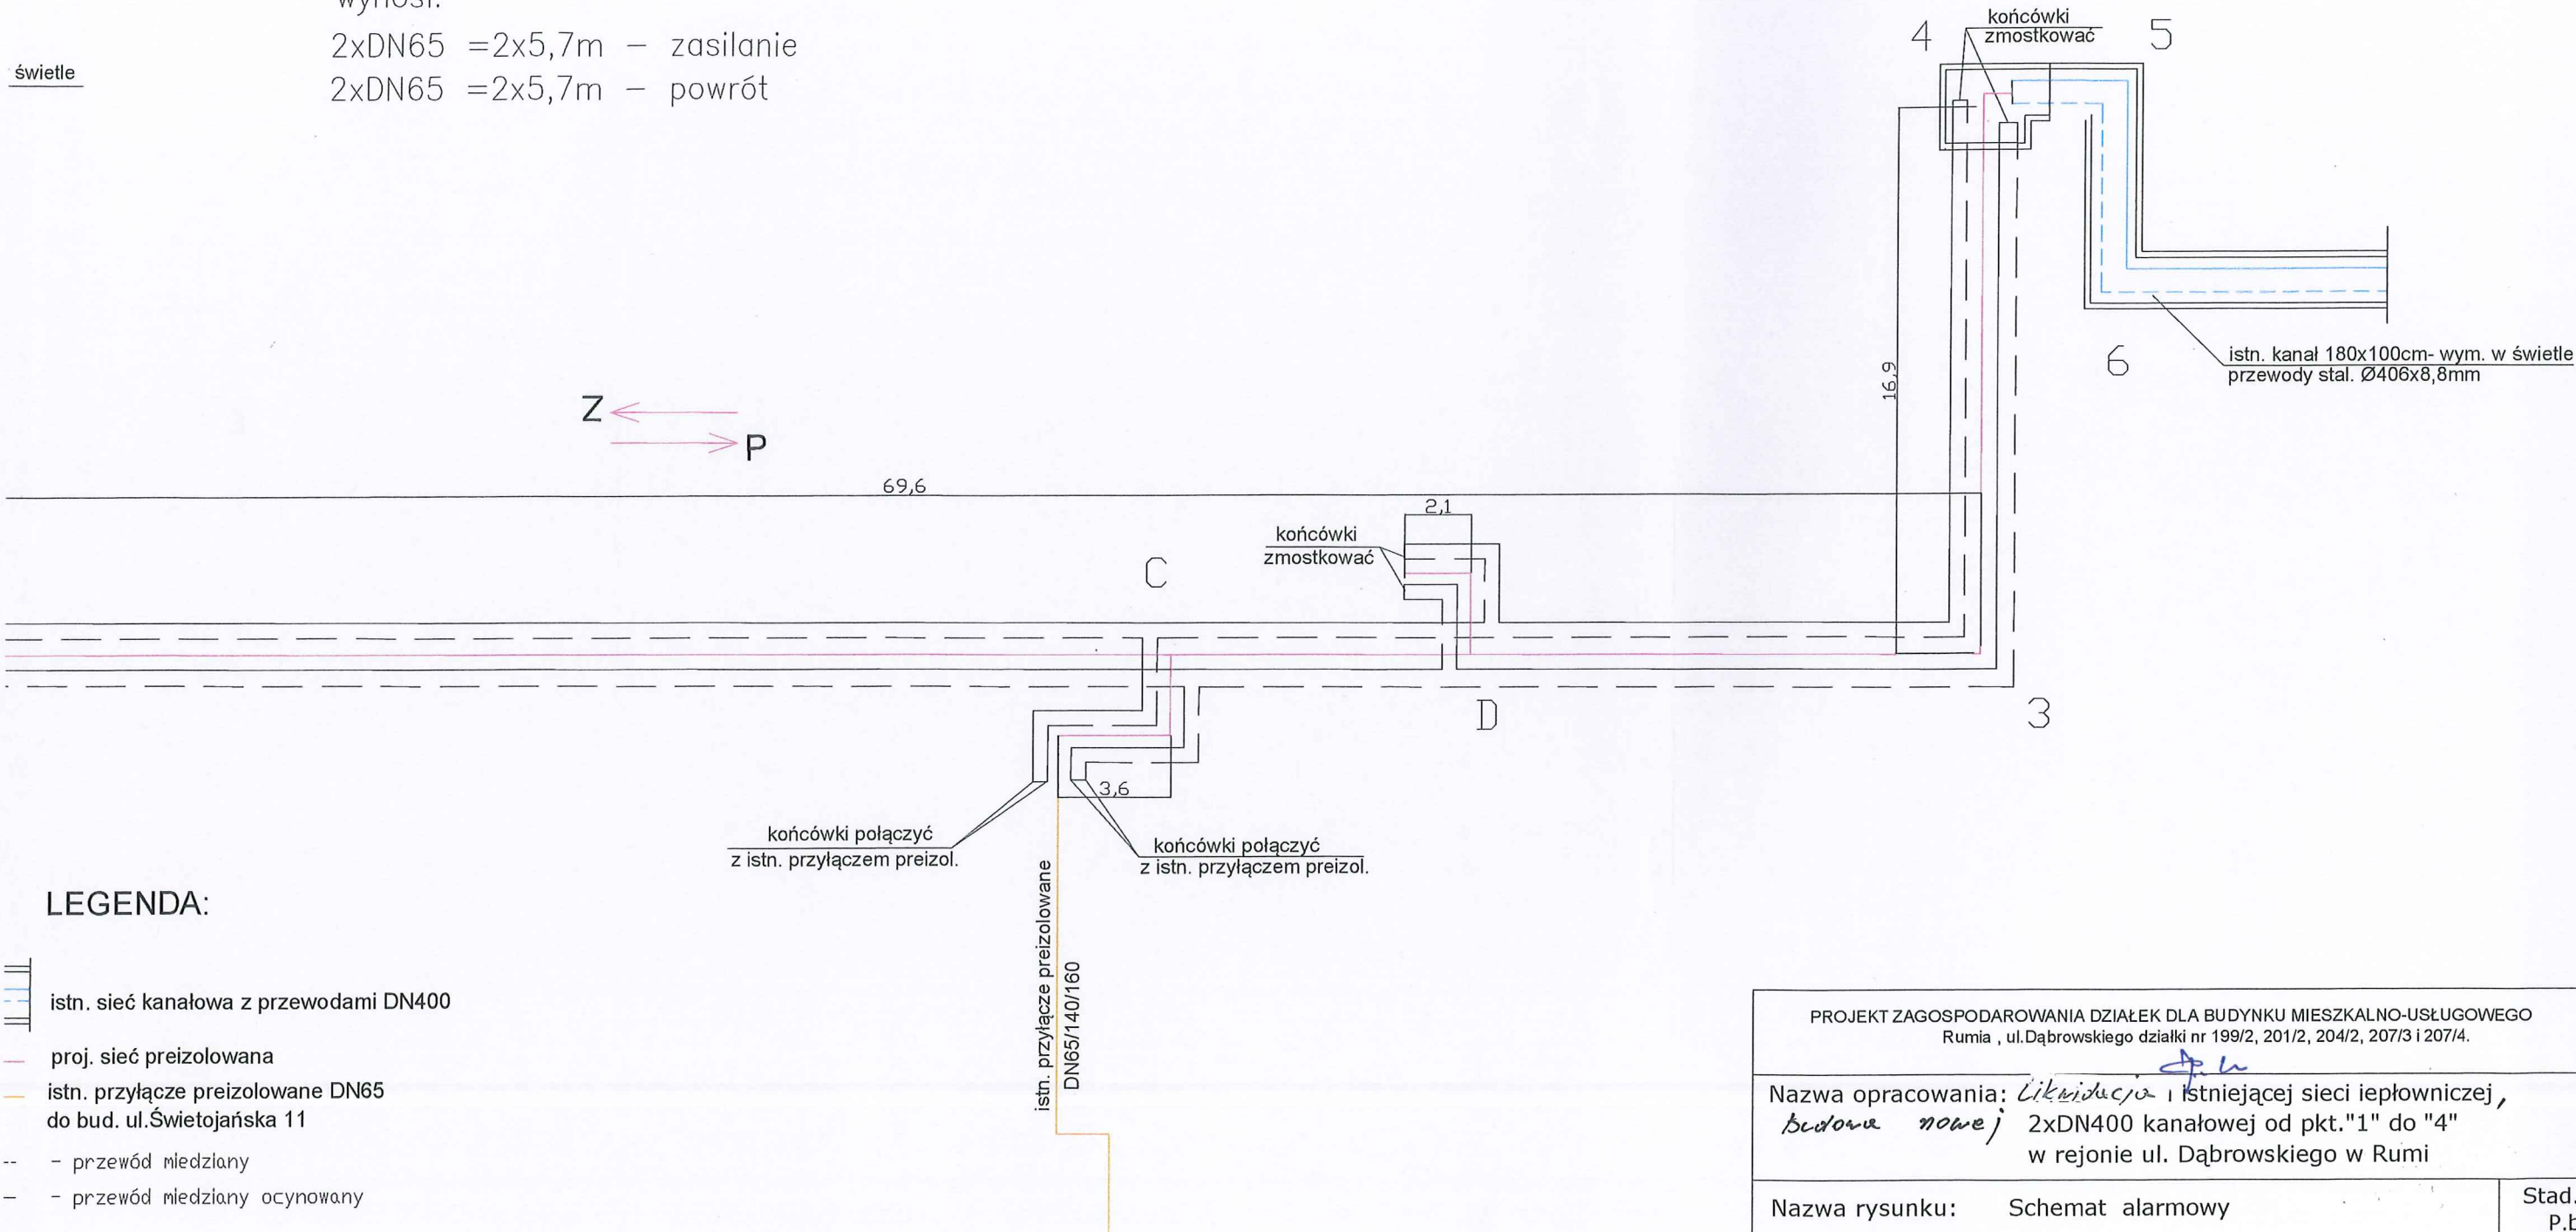 wynosi:
2xDN65 =2x5,7m – zasilanie
2xDN65 =2x5,7m – powrót
świetle
4
końcówki
zmostkować
5
16,9
6
istn. kanał 180x100cm- wym. w świetle
przewody stal. Ø406x8,8mm
Z
P
69,6
2,1
końcówki
zmostkować
C
D
3
3,6
końcówki połączyć
z istn. przyłączem preizol.
końcówki połączyć
z istn. przyłączem preizol.
istn. przyłącze preizolowane
DN65/140/160
LEGENDA:
istn. sieć kanałowa z przewodami DN400
proj. sieć preizolowana
istn. przyłącze preizolowane DN65
do bud. ul.Świetojańska 11
- przewód miedziany
- przewód miedziany ocynowany
PROJEKT ZAGOSPODAROWANIA DZIAŁEK DLA BUDYNKU MIESZKALNO-USŁUGOWEGO
Rumia , ul.Dąbrowskiego działki nr 199/2, 201/2, 204/2, 207/3 i 207/4.
Nazwa opracowania: Likwidacja i istniejącej sieci iepłowniczej,
budowa nowej 2xDN400 kanałowej od pkt."1" do "4"
w rejonie ul. Dąbrowskiego w Rumi
Nazwa rysunku: Schemat alarmowy
Stad.